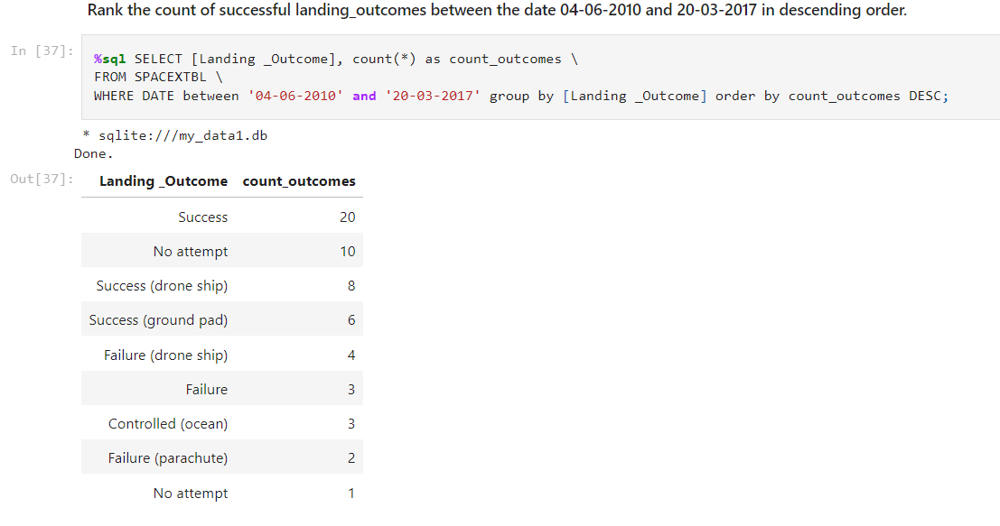 Rank the count of successful landing_outcomes between the date 04-06-2010 and 20-03-2017 in descending order.
In [37]: %sql SELECT [Landing _Outcome], count(*) as count_outcomes \
FROM SPACEXTBL \
WHERE DATE between '04-06-2010' and '20-03-2017' group by [Landing _Outcome] order by count_outcomes DESC;
* sqlite:///my_data1.db
Done.
Out[37]: Landing _Outcome count_outcomes
Success 20
No attempt 10
Success (drone ship) 8
Success (ground pad) 6
Failure (drone ship) 4
Failure 3
Controlled (ocean) 3
Failure (parachute) 2
No attempt 1